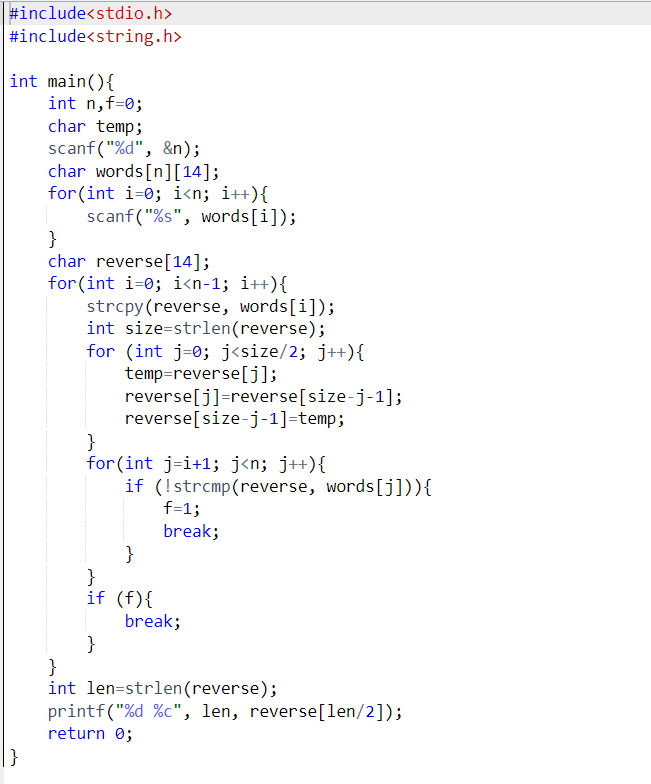 #include<stdio.h>
#include<string.h>

int main(){
    int n,f=0;
    char temp;
    scanf("%d", &n);
    char words[n][14];
    for(int i=0; i<n; i++){
        scanf("%s", words[i]);
    }
    char reverse[14];
    for(int i=0; i<n-1; i++){
        strcpy(reverse, words[i]);
        int size=strlen(reverse);
        for (int j=0; j<size/2; j++){
            temp=reverse[j];
            reverse[j]=reverse[size-j-1];
            reverse[size-j-1]=temp;
        }
        for(int j=i+1; j<n; j++){
            if (!strcmp(reverse, words[j])){
                f=1;
                break;
            }
        }
        if (f){
            break;
        }
    }
    int len=strlen(reverse);
    printf("%d %c", len, reverse[len/2]);
    return 0;
}